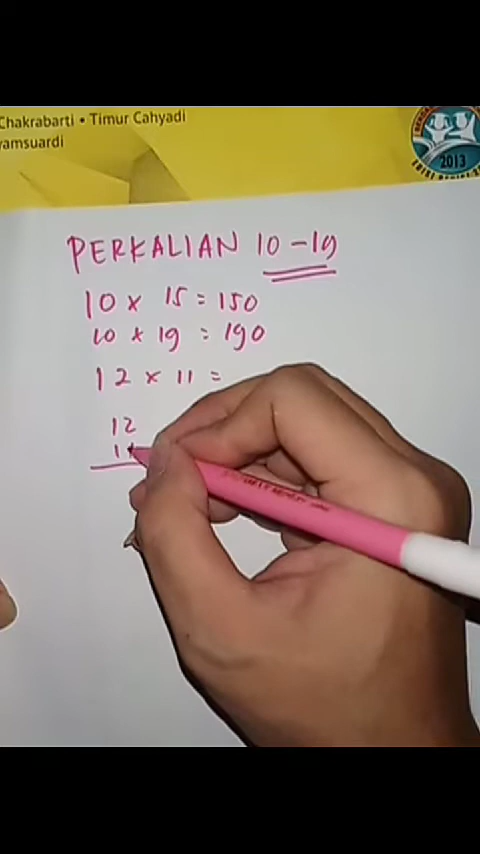 Chakrabarti • Timur Cahyadi
yamsuardi
2013
PERKALIAN 10 - 19
10 x 15 = 150
10 x 19 = 190
12 x 11 =
12